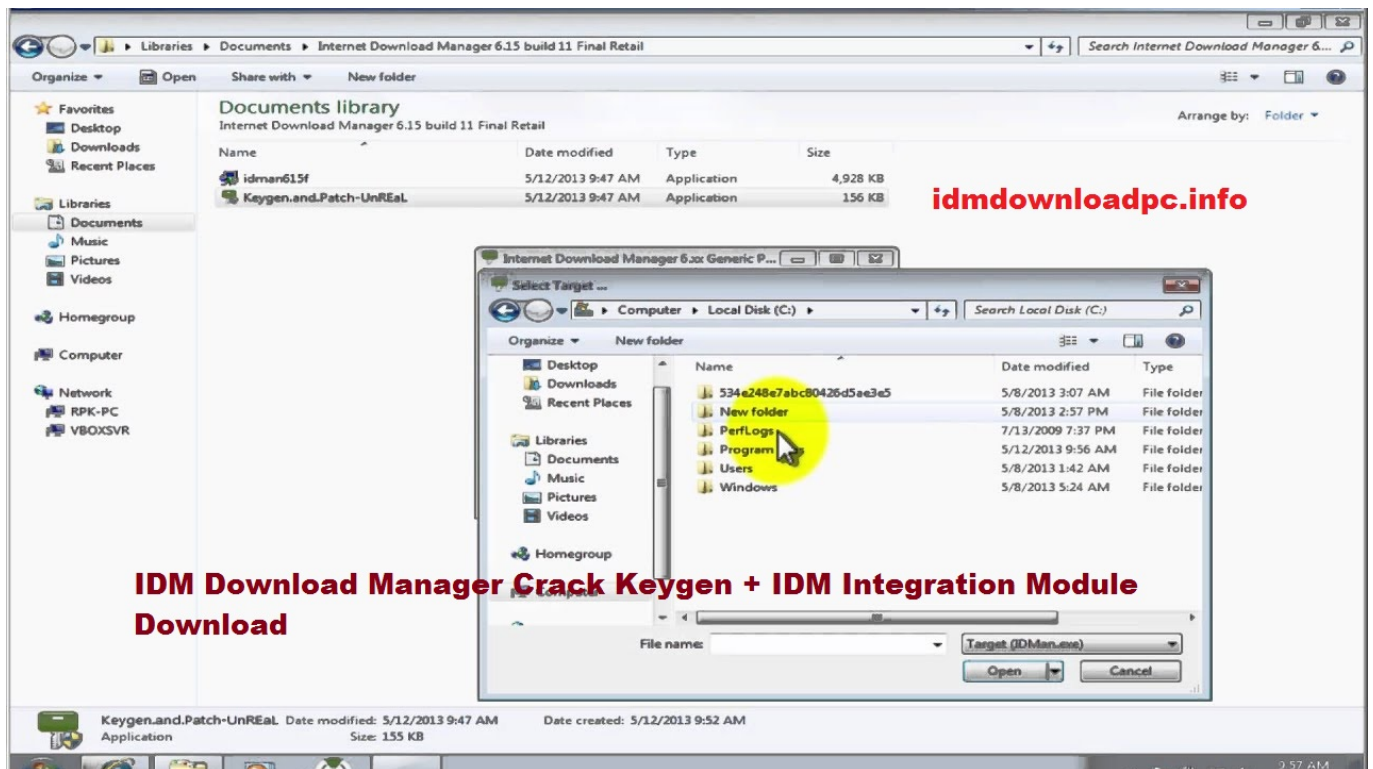 Libraries ▸ Documents ▸ Internet Download Manager 6.15 build 11 Final Retail
Search Internet Download Manager 6....
Organize Open Share with New folder
Favorites
Desktop
Downloads
Recent Places
Libraries
Documents
Music
Pictures
Videos
Homegroup
Computer
Network
RPK-PC
VBOXSVR
Documents library
Internet Download Manager 6.15 build 11 Final Retail
Arrange by: Folder
Name Date modified Type Size
idman615f 5/12/2013 9:47 AM Application 4,928 KB
Keygen.and.Patch-UnREaL 5/12/2013 9:47 AM Application 156 KB
idmdownloadpc.info
Internet Download Manager 6.xx Generic P...
Select Target ...
Computer ▸ Local Disk (C:) ▸
Search Local Disk (C:)
Organize New folder
Desktop
Downloads
Recent Places
Libraries
Documents
Music
Pictures
Videos
Homegroup
Computer
Name Date modified Type
534e248e7abc80426d5ae3e5 5/8/2013 3:07 AM File folder
New folder 5/8/2013 2:57 PM File folder
PerfLogs 7/13/2009 7:37 PM File folder
Program 5/12/2013 9:56 AM File folder
Users 5/8/2013 1:42 AM File folder
Windows 5/8/2013 5:24 AM File folder
IDM Download Manager Crack Keygen + IDM Integration Module
Download
File name: Target (IDMan.exe)
Open Cancel
Keygen.and.Patch-UnREaL Date modified: 5/12/2013 9:47 AM Date created: 5/12/2013 9:52 AM
Application Size: 155 KB
9:57 AM